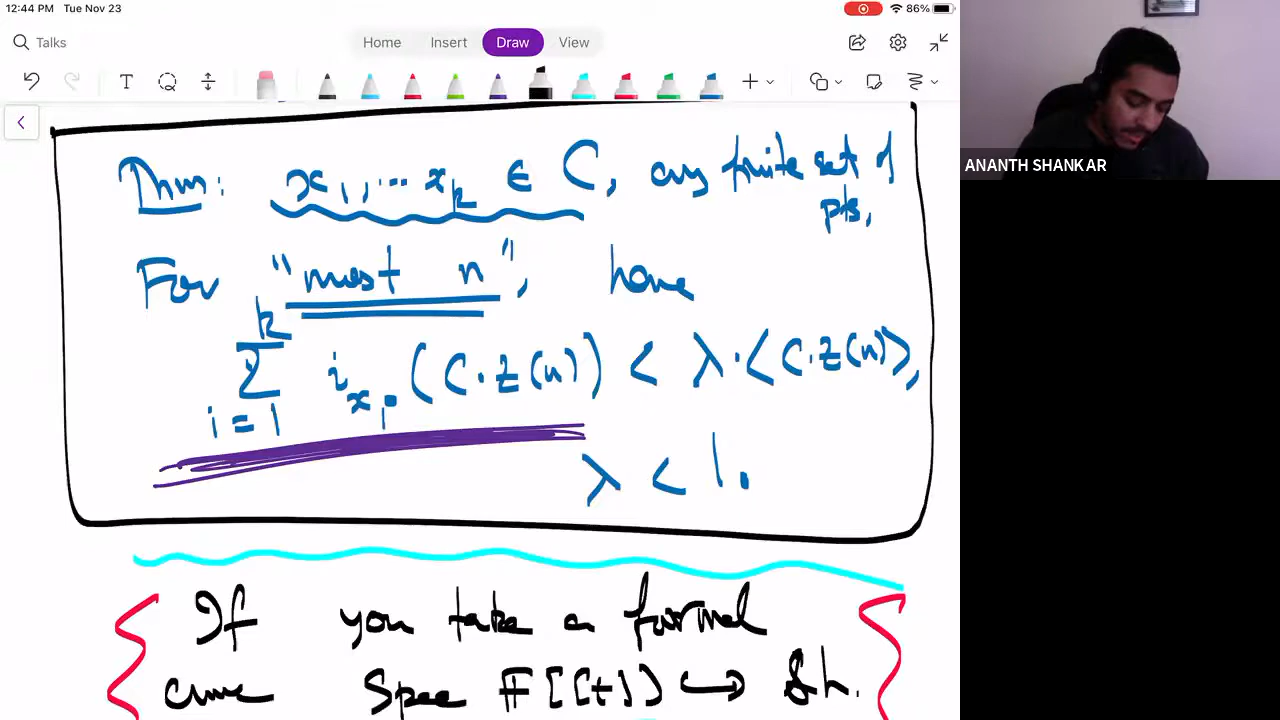 12:44 PM Tue Nov 23
86%
Talks
Home Insert Draw View
T
ANANTH SHANKAR
Thm: x₁, ... x_k ∈ C, any finite set of
pts,
For "most n", have
∑_{i=1}^{k} i_{x_i} (C·Z(n)) < λ·<C·Z(n)>,
λ < 1.
If you take a formal
curve Spec F[[t]] ↪ Sh.